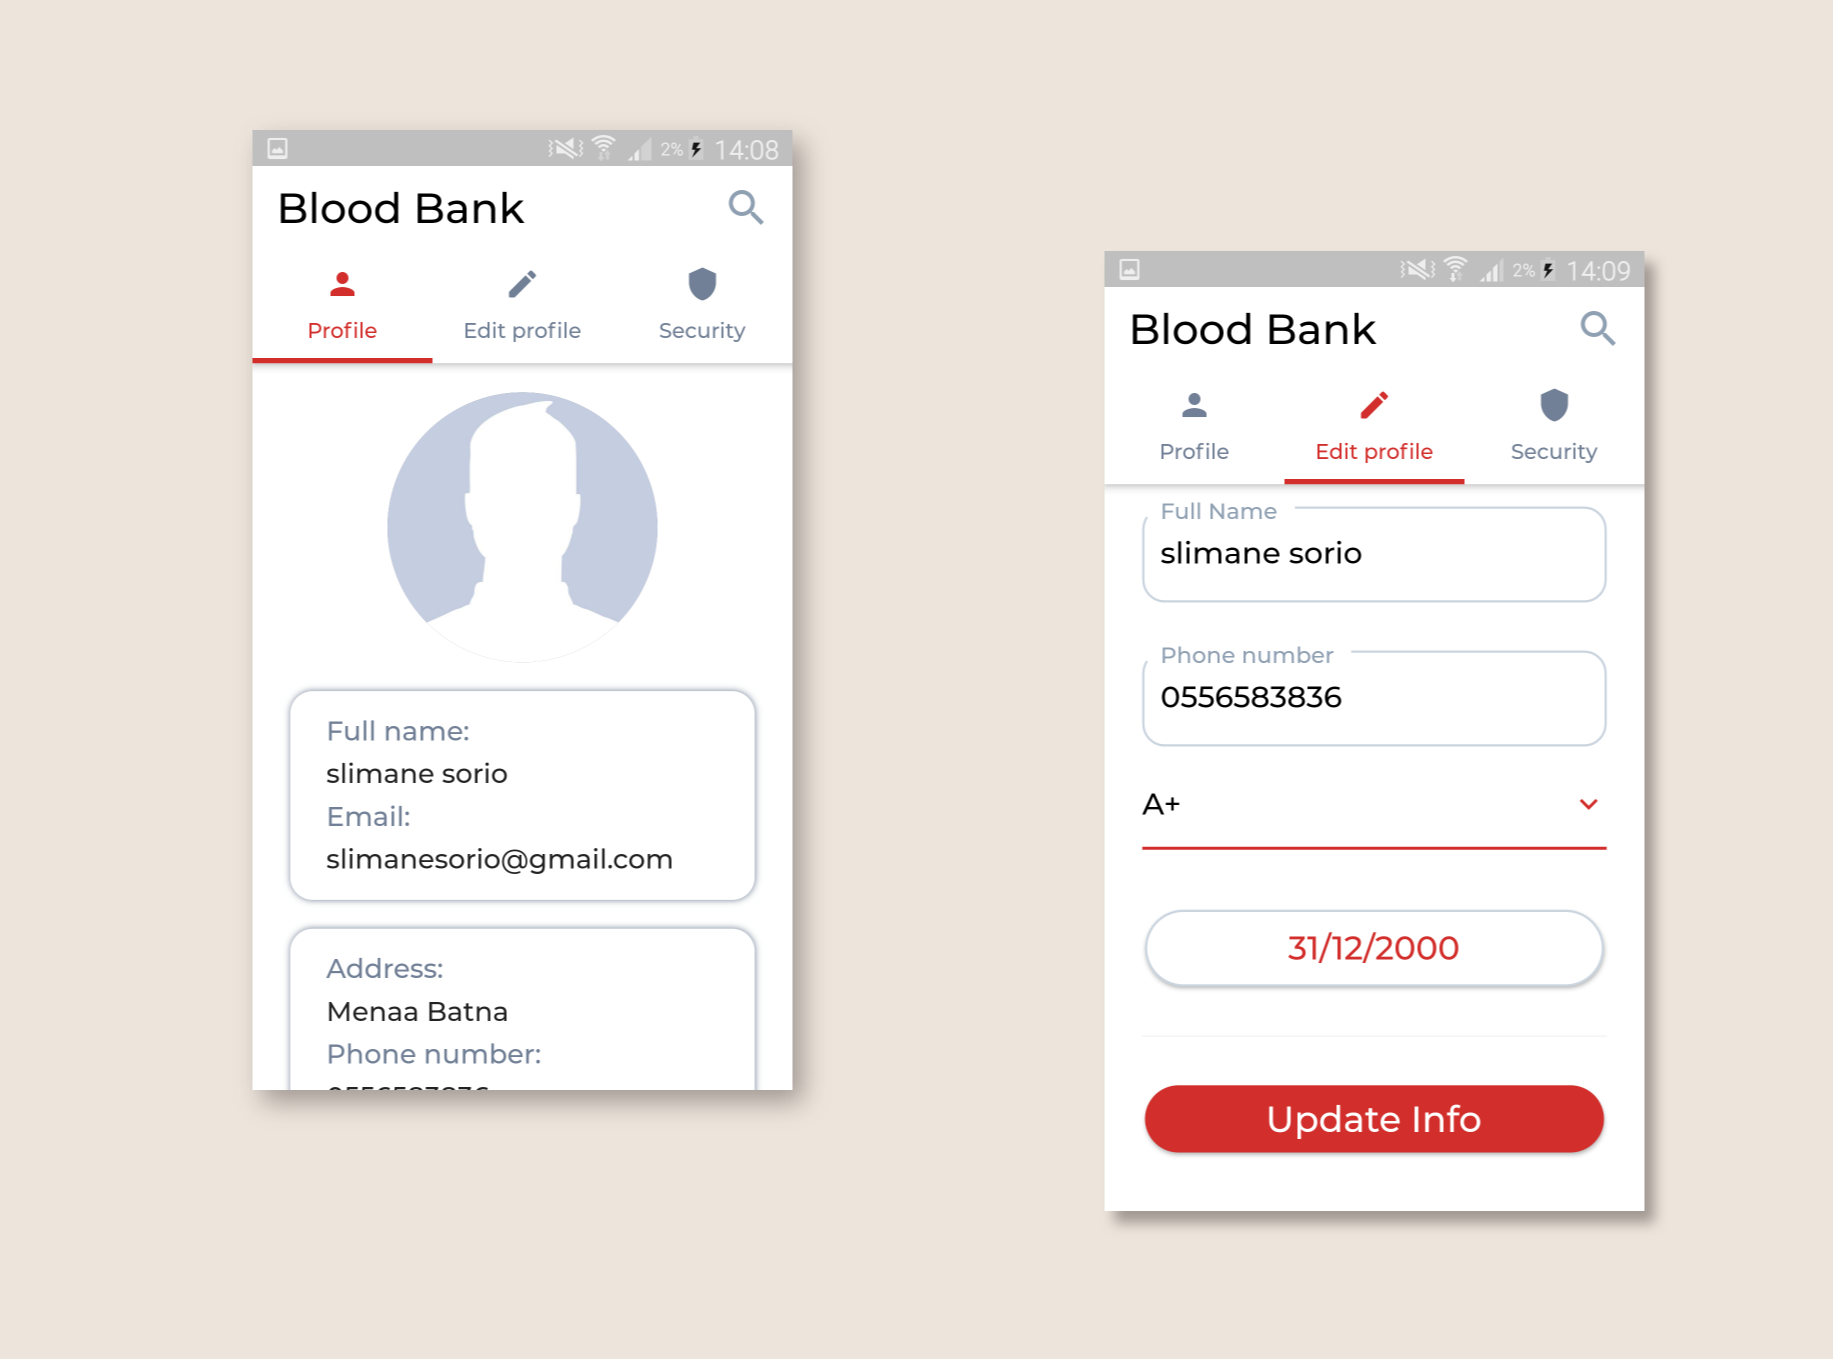 2% 14:08
Blood Bank
Profile Edit profile Security
Full name:
slimane sorio
Email:
slimanesorio@gmail.com
Address:
Menaa Batna
Phone number:
2% 14:09
Blood Bank
Profile Edit profile Security
Full Name
slimane sorio
Phone number
0556583836
A+
31/12/2000
Update Info